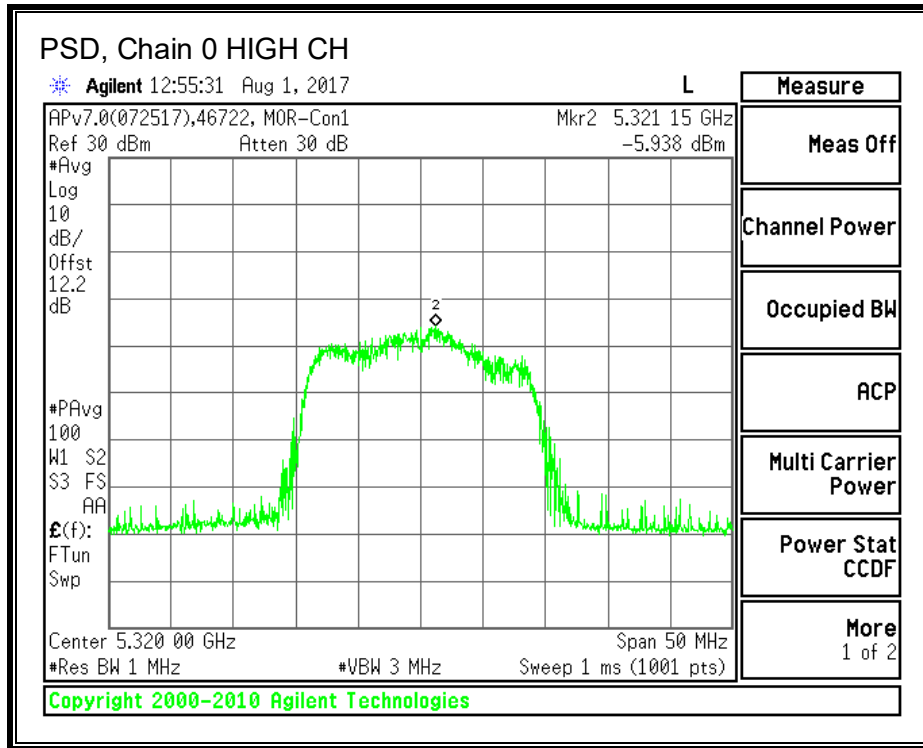 PSD, Chain 0 HIGH CH
Agilent 12:55:31 Aug 1, 2017 L
APv7.0(072517),46722, MOR-Con1 Mkr2 5.321 15 GHz
Ref 30 dBm Atten 30 dB -5.938 dBm
#Avg
Log
10
dB/
Offst
12.2
dB
2
#PAvg
100
W1 S2
S3 FS
AA
£(f):
FTun
Swp
Center 5.320 00 GHz Span 50 MHz
#Res BW 1 MHz #VBW 3 MHz Sweep 1 ms (1001 pts)
Copyright 2000-2010 Agilent Technologies
Measure
Meas Off
Channel Power
Occupied BW
ACP
Multi Carrier
Power
Power Stat
CCDF
More
1 of 2